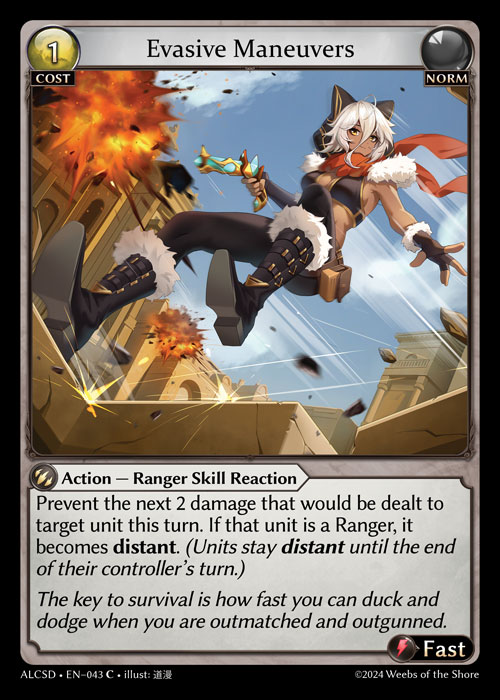 1
Evasive Maneuvers
COST
NORM
Action — Ranger Skill Reaction
Prevent the next 2 damage that would be dealt to
target unit this turn. If that unit is a Ranger, it
becomes distant. (Units stay distant until the end
of their controller's turn.)
The key to survival is how fast you can duck and
dodge when you are outmatched and outgunned.
Fast
ALCSD • EN–043 C • illust: 道漫
©2024 Weebs of the Shore